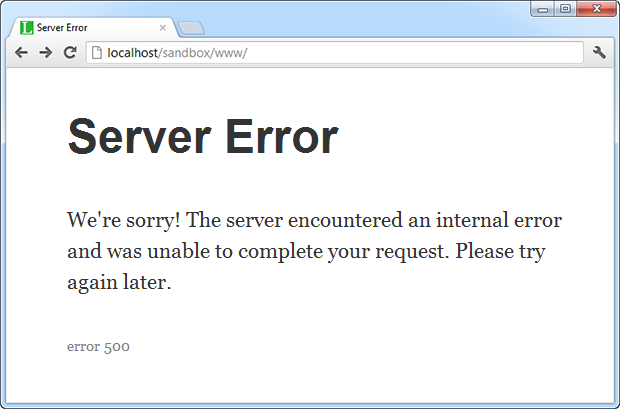 Server Error
localhost/sandbox/www/
Server Error
We're sorry! The server encountered an internal error
and was unable to complete your request. Please try
again later.
error 500